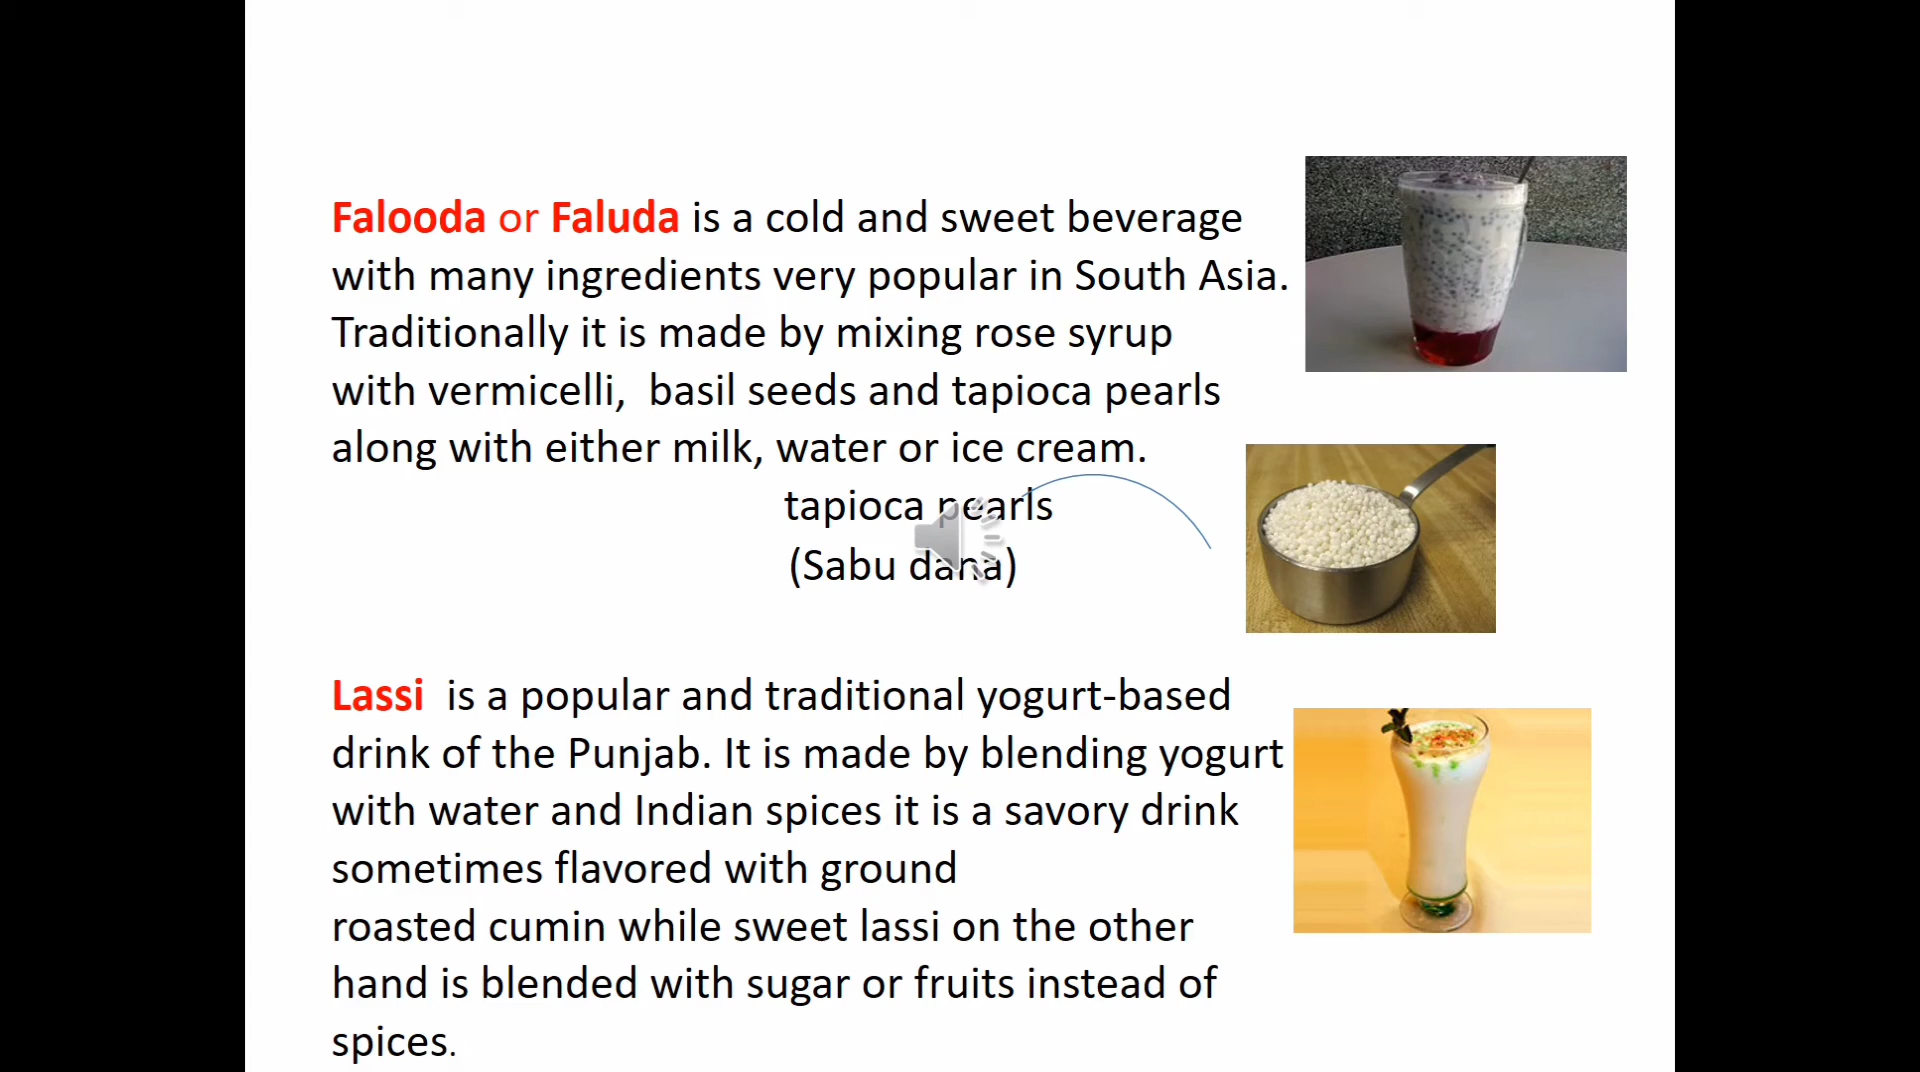 Falooda or Faluda is a cold and sweet beverage
with many ingredients very popular in South Asia.
Traditionally it is made by mixing rose syrup
with vermicelli,  basil seeds and tapioca pearls
along with either milk, water or ice cream.
tapioca pearls
(Sabu dana)
Lassi  is a popular and traditional yogurt-based
drink of the Punjab. It is made by blending yogurt
with water and Indian spices it is a savory drink
sometimes flavored with ground
roasted cumin while sweet lassi on the other
hand is blended with sugar or fruits instead of
spices.